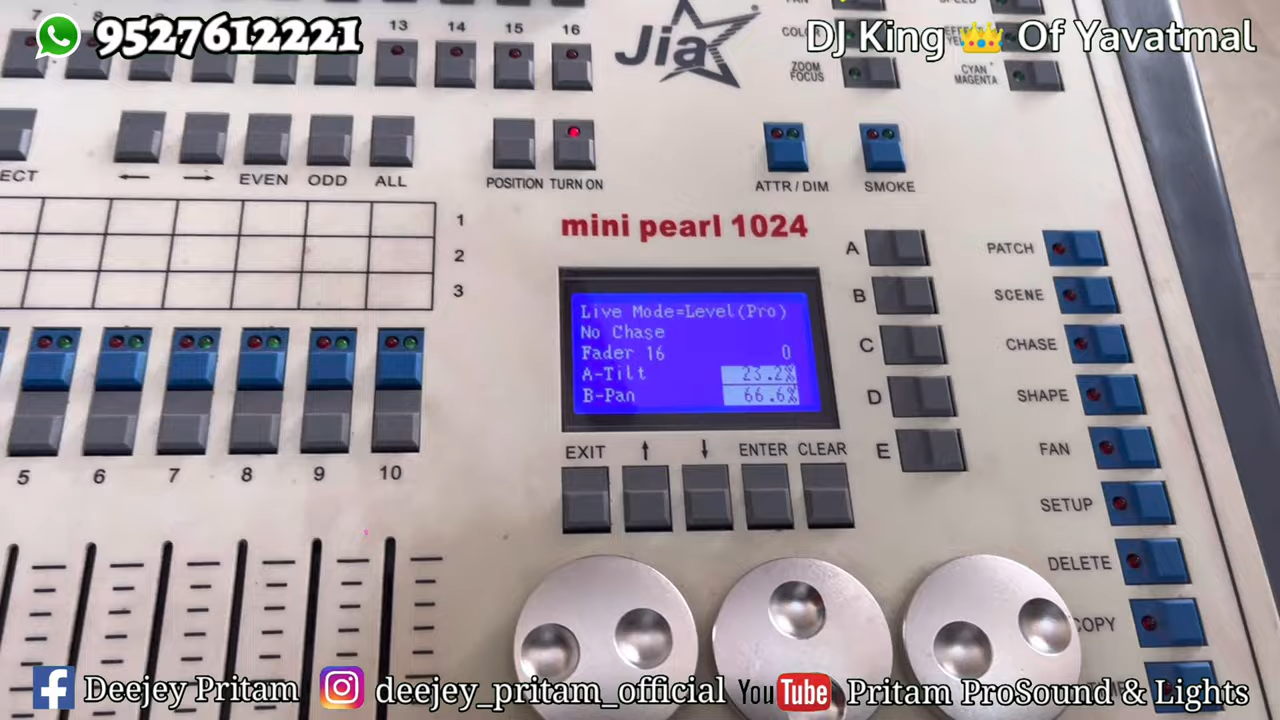 7
13 14 15 16
9527612221
Jia
DJ King 👑 Of Yavatmal
ZOOM
FOCUS
CYAN
MAGENTA
ECT
← → EVEN ODD ALL
POSITION TURN ON
ATTR / DIM SMOKE
mini pearl 1024
1
2
3
Live Mode=Level(Pro)
No Chase
Fader 16 0
A-Tilt 23.2%
B-Pan 66.6%
A
B
C
D
E
PATCH
SCENE
CHASE
SHAPE
FAN
SETUP
DELETE
COPY
EXIT ↑ ↓ ENTER CLEAR
5 6 7 8 9 10
Deejey Pritam
deejey_pritam_official
YouTube Pritam ProSound & Lights